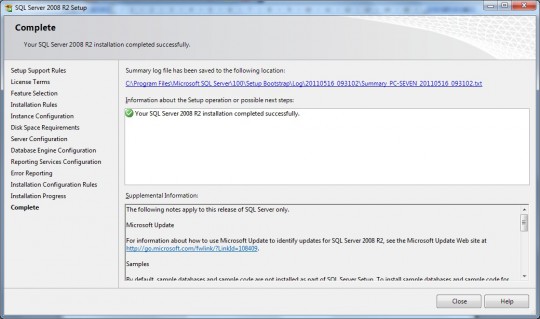 SQL Server 2008 R2 Setup
Complete
Your SQL Server 2008 R2 installation completed successfully.
Setup Support Rules
License Terms
Feature Selection
Installation Rules
Instance Configuration
Disk Space Requirements
Server Configuration
Database Engine Configuration
Reporting Services Configuration
Error Reporting
Installation Configuration Rules
Installation Progress
Complete
Summary log file has been saved to the following location:
C:\Program Files\Microsoft SQL Server\100\Setup Bootstrap\Log\20110516_093102\Summary_PC-SEVEN_20110516_093102.txt
Information about the Setup operation or possible next steps:
Your SQL Server 2008 R2 installation completed successfully.
Supplemental Information:
The following notes apply to this release of SQL Server only.
Microsoft Update
For information about how to use Microsoft Update to identify updates for SQL Server 2008 R2, see the Microsoft Update Web site at
http://go.microsoft.com/fwlink/?LinkId=108409.
Samples
By default, sample databases and sample code are not installed as part of SQL Server Setup. To install sample databases and sample code for
Close
Help